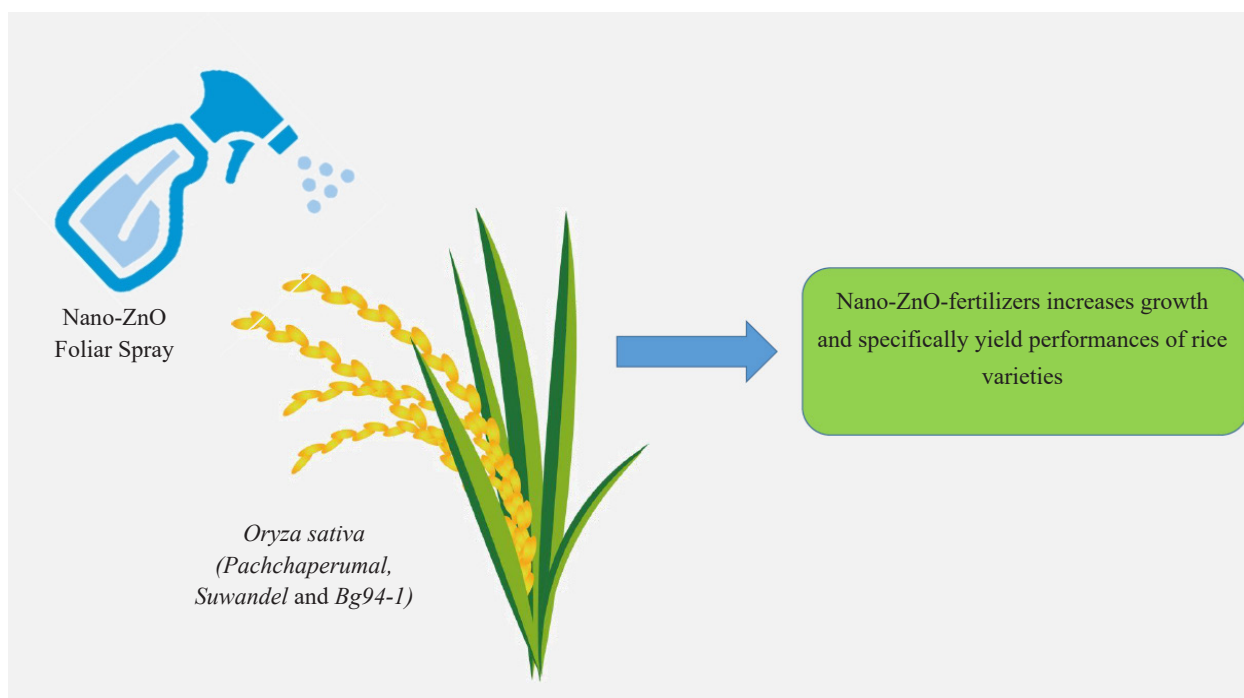 Nano-ZnO
Foliar Spray
Oryza sativa
(Pachchaperumal,
Suwandel and Bg94-1)
Nano-ZnO-fertilizers increases growth
and specifically yield performances of rice
varieties